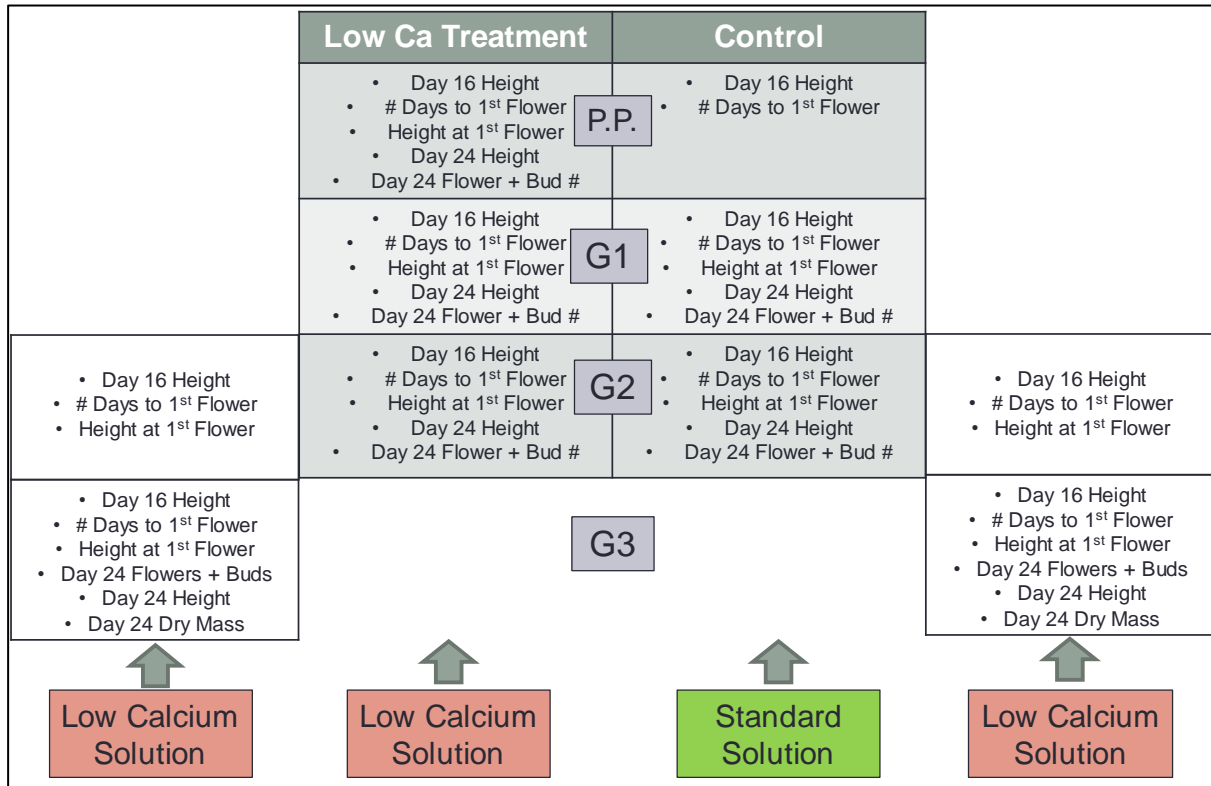 Low Ca Treatment
Control
• Day 16 Height
• # Days to 1st Flower
• Height at 1st Flower
• Day 24 Height
• Day 24 Flower + Bud #
P.P.
• Day 16 Height
• # Days to 1st Flower
• Day 16 Height
• # Days to 1st Flower
• Height at 1st Flower
• Day 24 Height
• Day 24 Flower + Bud #
G1
• Day 16 Height
• # Days to 1st Flower
• Height at 1st Flower
• Day 24 Height
• Day 24 Flower + Bud #
• Day 16 Height
• # Days to 1st Flower
• Height at 1st Flower
• Day 16 Height
• # Days to 1st Flower
• Height at 1st Flower
• Day 24 Height
• Day 24 Flower + Bud #
G2
• Day 16 Height
• # Days to 1st Flower
• Height at 1st Flower
• Day 24 Height
• Day 24 Flower + Bud #
• Day 16 Height
• # Days to 1st Flower
• Height at 1st Flower
• Day 16 Height
• # Days to 1st Flower
• Height at 1st Flower
• Day 24 Flowers + Buds
• Day 24 Height
• Day 24 Dry Mass
G3
• Day 16 Height
• # Days to 1st Flower
• Height at 1st Flower
• Day 24 Flowers + Buds
• Day 24 Height
• Day 24 Dry Mass
Low Calcium
Solution
Low Calcium
Solution
Standard
Solution
Low Calcium
Solution